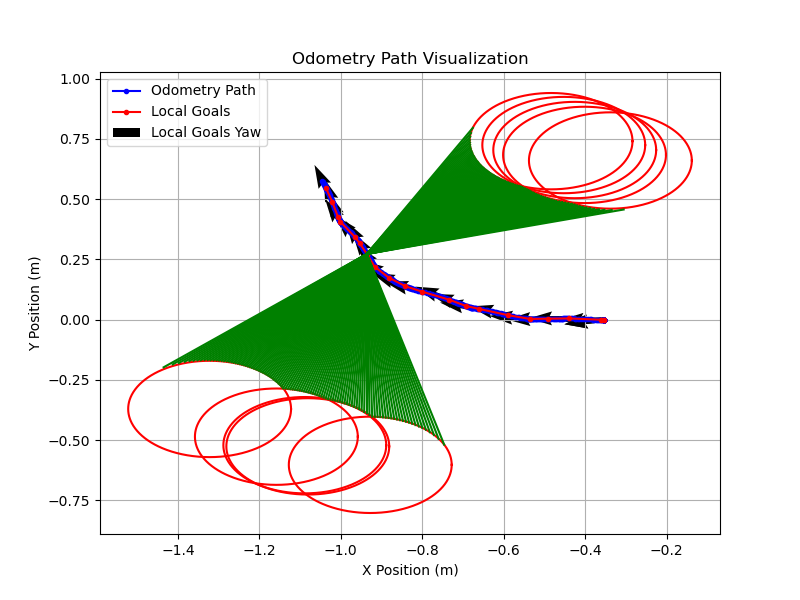 Odometry Path Visualization
Odometry Path
Local Goals
Local Goals Yaw
Y Position (m)
1.00
0.75
0.50
0.25
0.00
−0.25
−0.50
−0.75
−1.4 −1.2 −1.0 −0.8 −0.6 −0.4 −0.2
X Position (m)